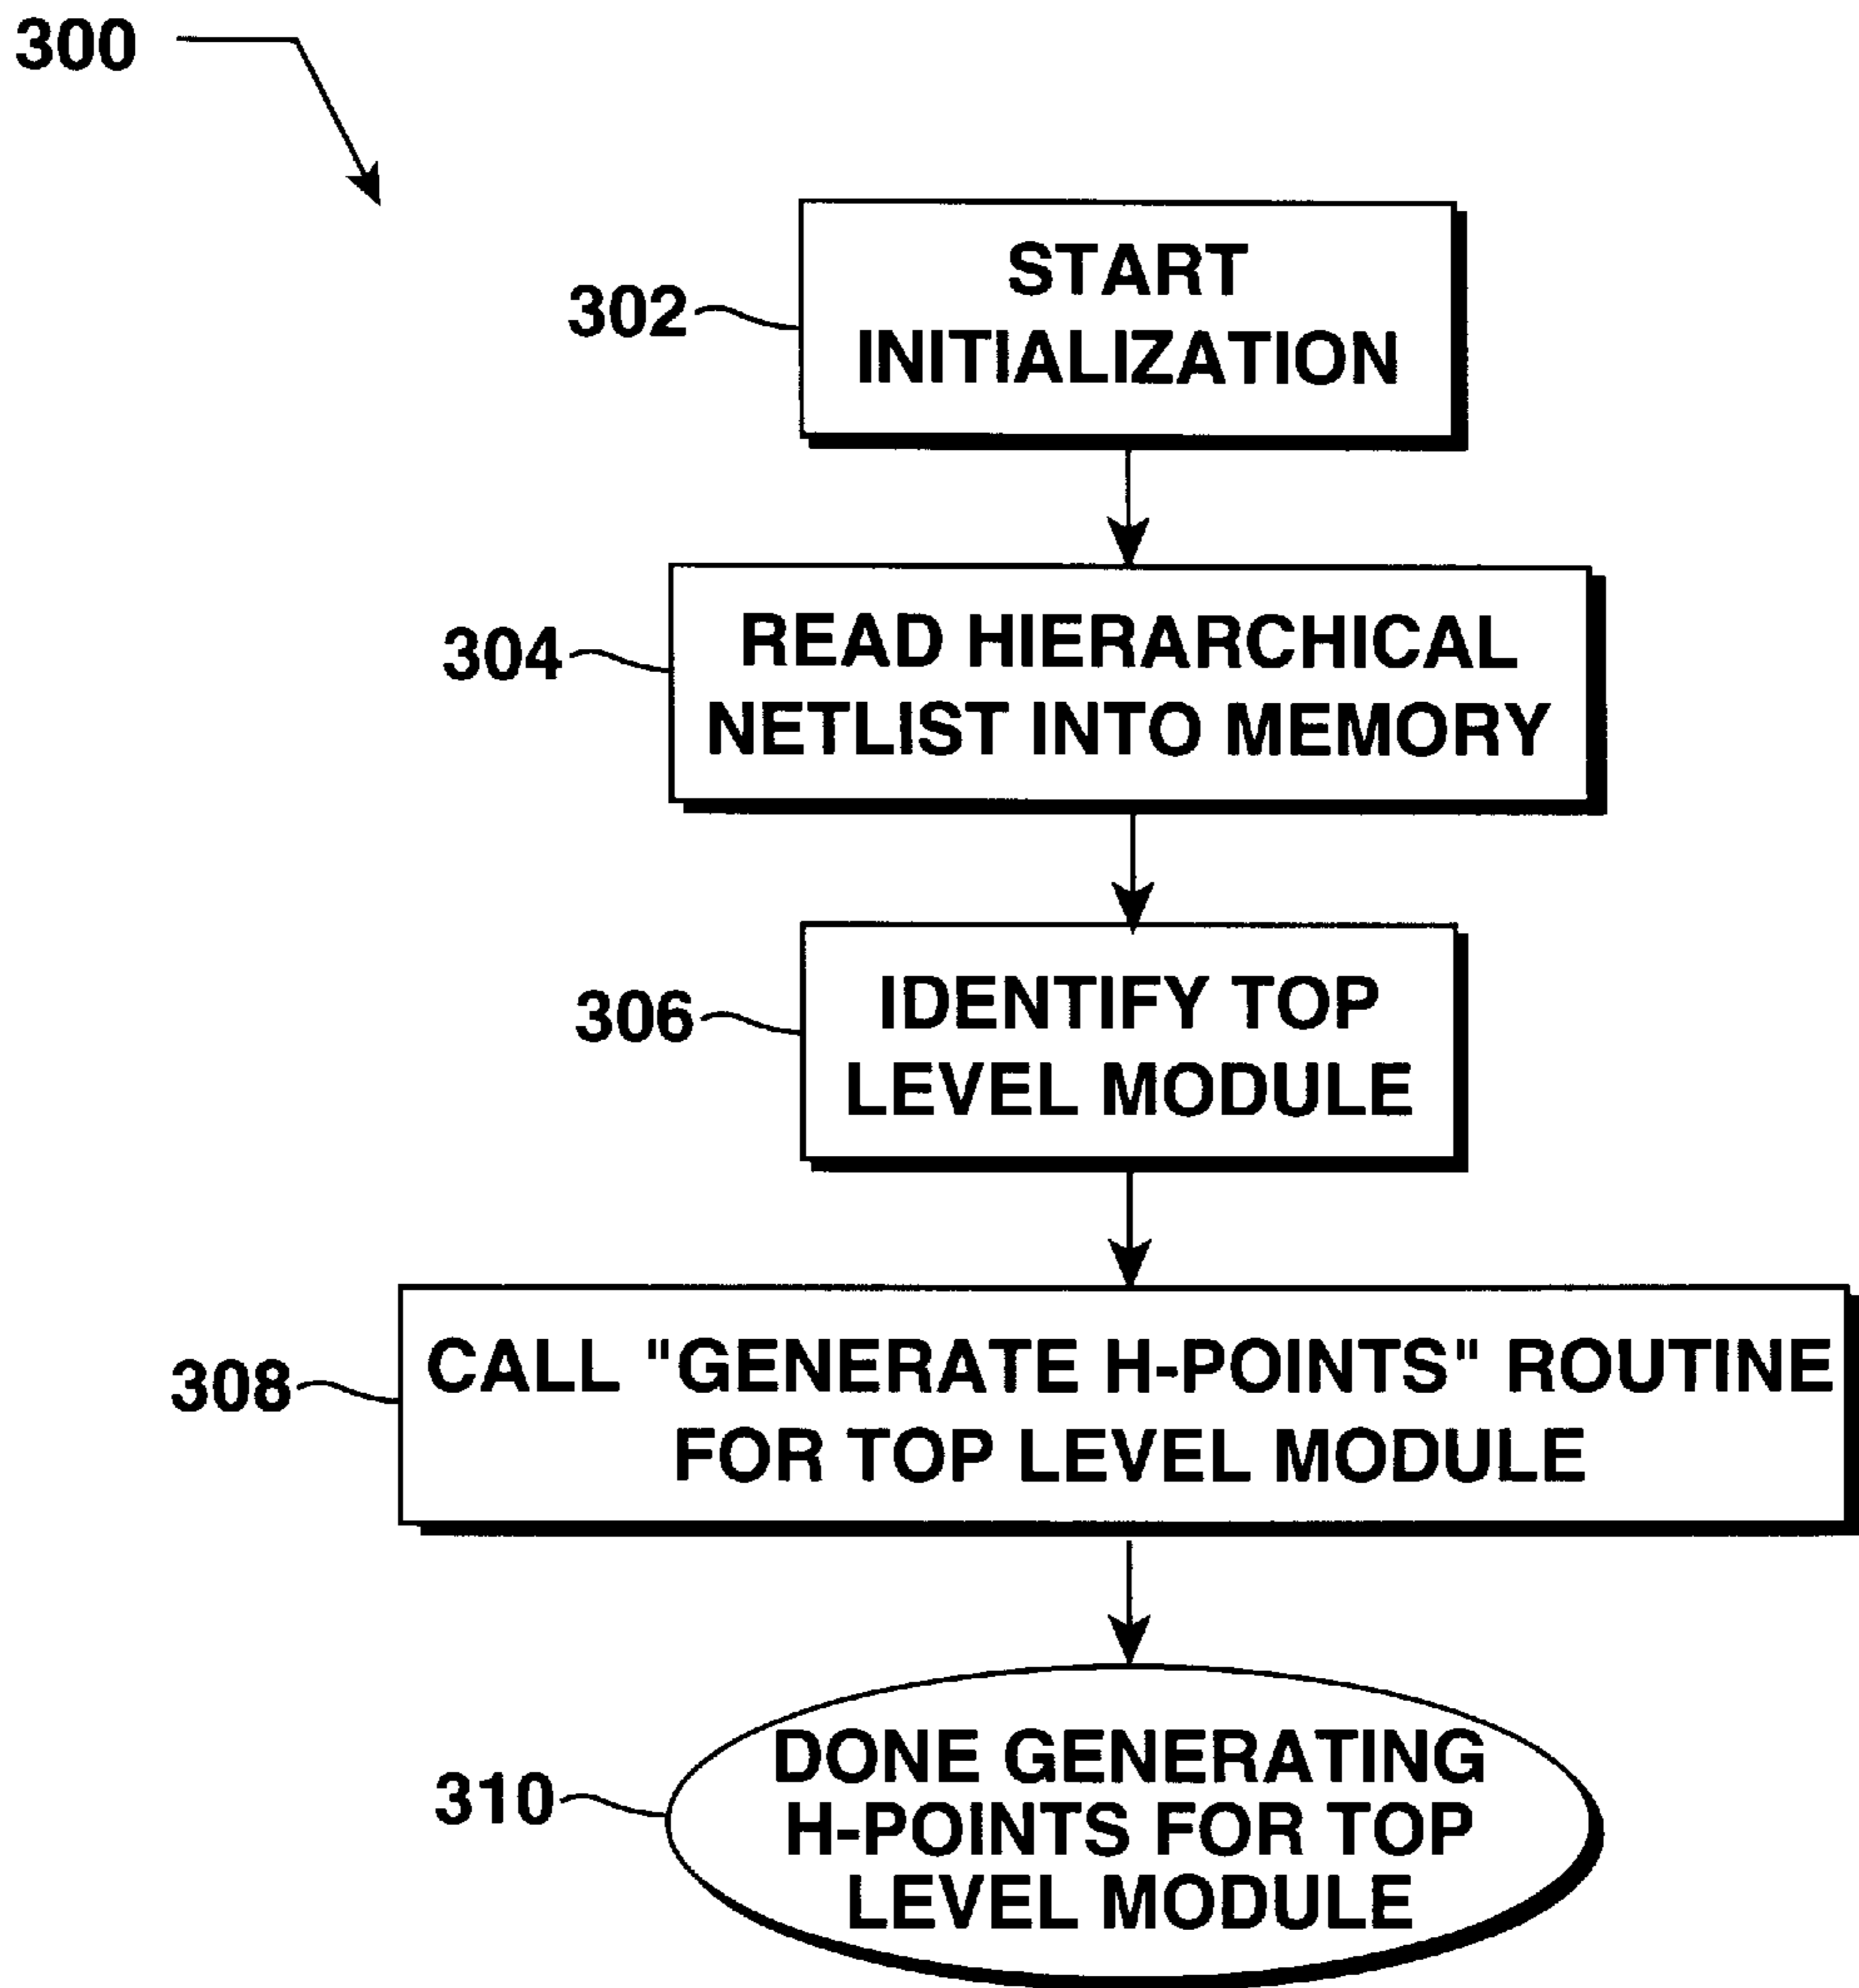 300
START
302
INITIALIZATION
READ HIERARCHICAL
304
NETLIST INTO MEMORY
IDENTIFY TOP
306
LEVEL MODULE
CALL "GENERATE H-POINTS" ROUTINE
308
FOR TOP LEVEL MODULE
DONE GENERATING
310
H-POINTS FOR TOP
LEVEL MODULE